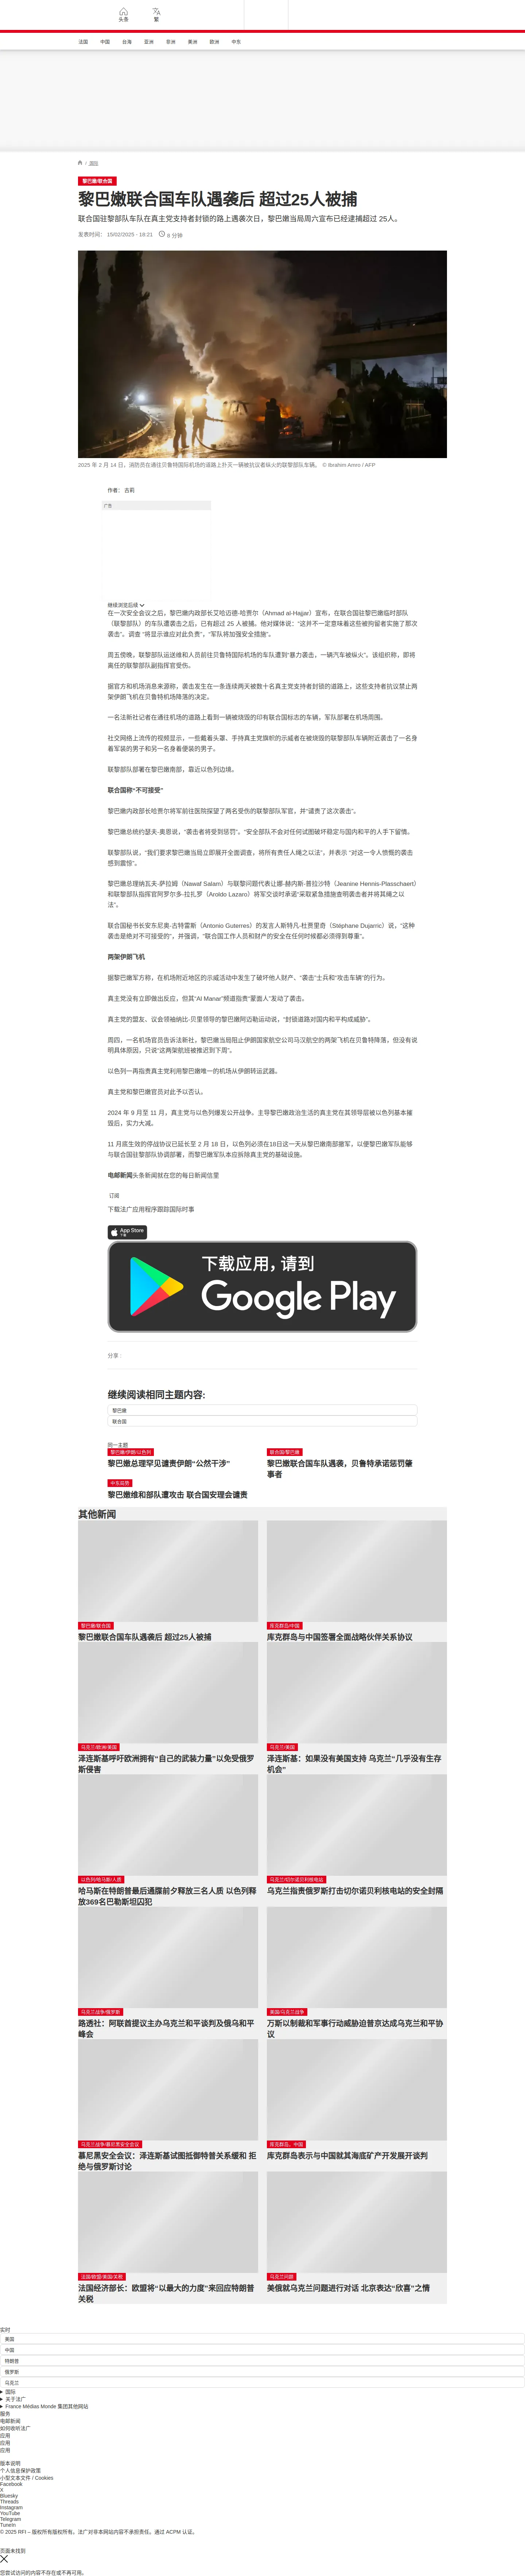 头条
繁
法国
中国
台海
亚洲
非洲
美洲
欧洲
中东
/ 国际
黎巴嫩/联合国
黎巴嫩联合国车队遇袭后 超过25人被捕
联合国驻黎部队车队在真主党支持者封锁的路上遇袭次日，黎巴嫩当局周六宣布已经逮捕超过 25 人。
发表时间： 15/02/2025 - 18:21
8 分钟
2025 年 2 月 14 日，消防员在通往贝鲁特国际机场的道路上扑灭一辆被抗议者纵火的联黎部队车辆。 © Ibrahim Amro / AFP
作者： 古莉
广告
继续浏览后续
在一次安全会议之后，黎巴嫩内政部长艾哈迈德-哈贾尔（Ahmad al-Hajjar）宣布，在联合国驻黎巴嫩临时部队
（联黎部队）的车队遭袭击之后，已有超过 25 人被捕。他对媒体说：“这并不一定意味着这些被拘留者实施了那次
袭击”。调查 “将显示谁应对此负责”，“军队将加强安全措施”。
周五傍晚，联黎部队运送维和人员前往贝鲁特国际机场的车队遭到“暴力袭击，一辆汽车被纵火”。该组织称，即将
离任的联黎部队副指挥官受伤。
据官方和机场消息来源称，袭击发生在一条连续两天被数十名真主党支持者封锁的道路上，这些支持者抗议禁止两
架伊朗飞机在贝鲁特机场降落的决定。
一名法新社记者在通往机场的道路上看到一辆被烧毁的印有联合国标志的车辆，军队部署在机场周围。
社交网络上流传的视频显示，一些戴着头罩、手持真主党旗帜的示威者在被烧毁的联黎部队车辆附近袭击了一名身
着军装的男子和另一名身着便装的男子。
联黎部队部署在黎巴嫩南部，靠近以色列边境。
联合国称“不可接受”
黎巴嫩内政部长哈贾尔将军前往医院探望了两名受伤的联黎部队军官，并“谴责了这次袭击”。
黎巴嫩总统约瑟夫-奥恩说，“袭击者将受到惩罚”，“安全部队不会对任何试图破坏稳定与国内和平的人手下留情。
联黎部队说，“我们要求黎巴嫩当局立即展开全面调查，将所有责任人绳之以法”，并表示 “对这一令人愤慨的袭击
感到震惊”。
黎巴嫩总理纳瓦夫-萨拉姆（Nawaf Salam）与联黎问题代表让娜-赫内斯-普拉沙特（Jeanine Hennis-Plasschaert）
和联黎部队指挥官阿罗尔多-拉扎罗（Aroldo Lazaro）将军交谈时承诺“采取紧急措施查明袭击者并将其绳之以
法”。
联合国秘书长安东尼奥-古特雷斯（Antonio Guterres）的发言人斯特凡-杜贾里奇（Stéphane Dujarric）说，“这种
袭击是绝对不可接受的”，并强调，“联合国工作人员和财产的安全在任何时候都必须得到尊重”。
两架伊朗飞机
据黎巴嫩军方称，在机场附近地区的示威活动中发生了破坏他人财产、“袭击”士兵和“攻击车辆”的行为。
真主党没有立即做出反应，但其“Al Manar”频道指责“蒙面人”发动了袭击。
真主党的盟友、议会领袖纳比-贝里领导的黎巴嫩阿迈勒运动说，“封锁道路对国内和平构成威胁”。
周四，一名机场官员告诉法新社，黎巴嫩当局阻止伊朗国家航空公司马汉航空的两架飞机在贝鲁特降落，但没有说
明具体原因，只说“这两架航班被推迟到下周”。
以色列一再指责真主党利用黎巴嫩唯一的机场从伊朗转运武器。
真主党和黎巴嫩官员对此予以否认。
2024 年 9 月至 11 月，真主党与以色列爆发公开战争，主导黎巴嫩政治生活的真主党在其领导层被以色列基本摧
毁后，实力大减。
11 月底生效的停战协议已延长至 2 月 18 日，以色列必须在18日这一天从黎巴嫩南部撤军，以便黎巴嫩军队能够
与联合国驻黎部队协调部署，而黎巴嫩军队本应拆除真主党的基础设施。
电邮新闻头条新闻就在您的每日新闻信里
订阅
下载法广应用程序跟踪国际时事
App Store
下载应用，请到
Google Play
分享 :
继续阅读相同主题内容:
黎巴嫩
联合国
同一主题
黎巴嫩/伊朗/以色列
黎巴嫩总理罕见谴责伊朗“公然干涉”
联合国/黎巴嫩
黎巴嫩联合国车队遇袭，贝鲁特承诺惩罚肇
事者
中东局势
黎巴嫩维和部队遭攻击 联合国安理会谴责
其他新闻
黎巴嫩/联合国
黎巴嫩联合国车队遇袭后 超过25人被捕
库克群岛/中国
库克群岛与中国签署全面战略伙伴关系协议
乌克兰/欧洲/美国
泽连斯基呼吁欧洲拥有“自己的武装力量”以免受俄罗
斯侵害
乌克兰/美国
泽连斯基：如果没有美国支持 乌克兰“几乎没有生存
机会”
以色列/哈马斯/人质
哈马斯在特朗普最后通牒前夕释放三名人质 以色列释
放369名巴勒斯坦囚犯
乌克兰/切尔诺贝利核电站
乌克兰指责俄罗斯打击切尔诺贝利核电站的安全封隔
乌克兰战争/俄罗斯
路透社：阿联酋提议主办乌克兰和平谈判及俄乌和平
峰会
美国/乌克兰战争
万斯以制裁和军事行动威胁迫普京达成乌克兰和平协
议
乌克兰战争/慕尼黑安全会议
慕尼黑安全会议：泽连斯基试图抵御特普关系缓和 拒
绝与俄罗斯讨论
库克群岛、中国
库克群岛表示与中国就其海底矿产开发展开谈判
法国/欧盟/美国/关税
法国经济部长：欧盟将“以最大的力度”来回应特朗普
关税
乌克兰问题
美俄就乌克兰问题进行对话 北京表达“欣喜”之情
实时
美国
中国
特朗普
俄罗斯
乌克兰
国际
关于法广
France Médias Monde 集团其他网站
服务
电邮新闻
如何收听法广
应用
应用
应用
版本说明
个人信息保护政策
小型文本文件 / Cookies
Facebook
X
Bluesky
Threads
Instagram
YouTube
Telegram
TuneIn
© 2025 RFI – 版权所有版权所有。法广对非本网站内容不承担责任。通过 ACPM 认证。
页面未找到
您尝试访问的内容不存在或不再可用。